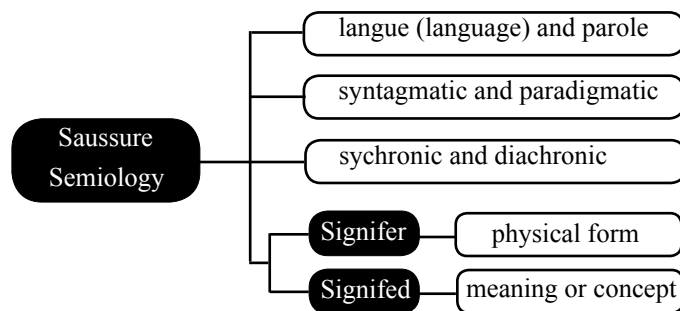 langue (language) and parole
syntagmatic and paradigmatic
Saussure
Semiology
sychronic and diachronic
Signifer
physical form
Signifed
meaning or concept